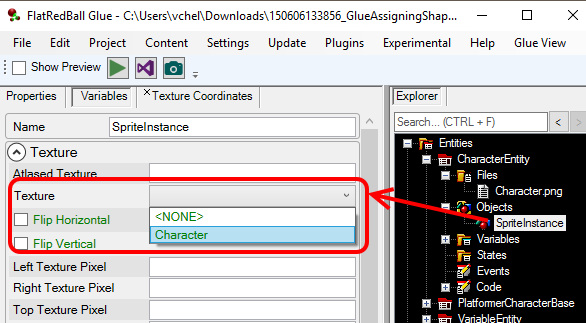 FlatRedBall Glue - C:\Users\vchel\Downloads\150606133856_GlueAssigningShap
File Project Content Settings Update Plugins Experimental Help Glue View
Show Preview
Properties Variables Texture Coordinates Explorer
Name SpriteInstance
Search... (CTRL + F) < >
Texture
Atlased Texture
Texture
Flip Horizontal
<NONE>
Flip Vertical
Character
Left Texture Pixel
Right Texture Pixel
Top Texture Pixel
Entities
CharacterEntity
Files
Character.png
Objects
SpriteInstance
Variables
States
Events
Code
PlatformerCharacterBase
VariableEntity